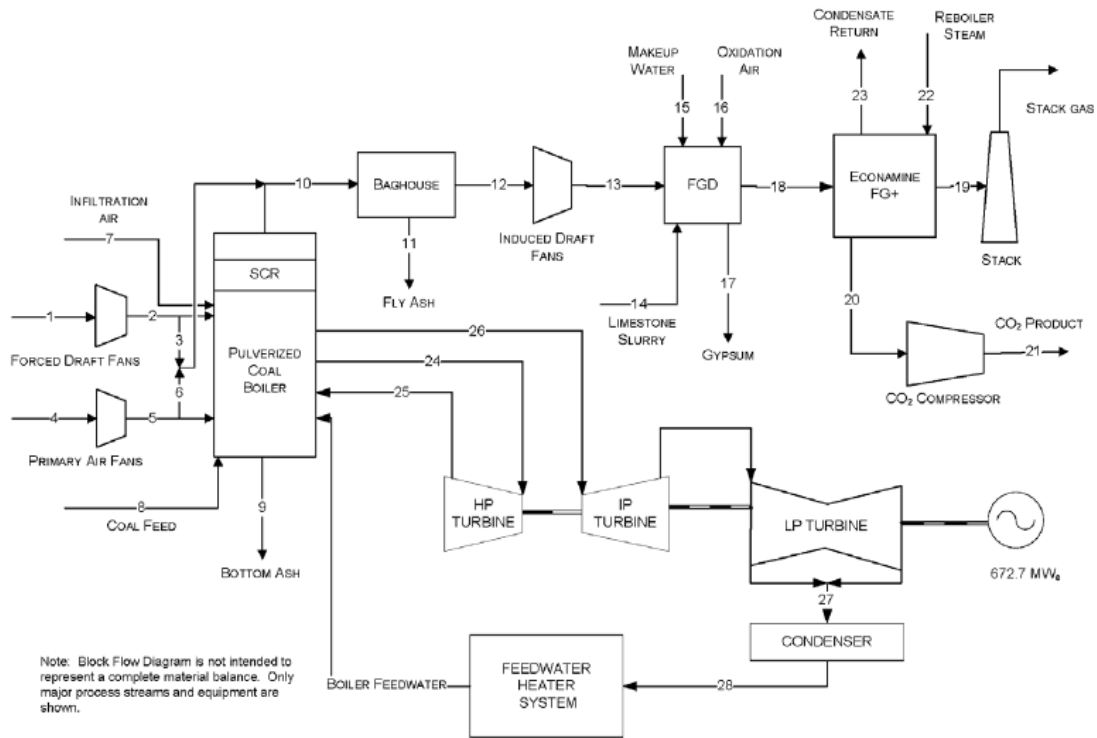 CONDENSATE
RETURN
REBOILER
STEAM
MAKEUP
WATER
OXIDATION
AIR
23
22
STACK GAS
15
16
10
BAGHOUSE
12
13
FGD
18
ECONAMINE
FG+
19
INFILTRATION
AIR
7
11
INDUCED DRAFT
FANS
STACK
SCR
FLY ASH
14
LIMESTONE
SLURRY
17
GYPSUM
20
CO2 PRODUCT
21
CO2 COMPRESSOR
1
2
3
FORCED DRAFT FANS
PULVERIZED
COAL
BOILER
26
24
25
4
5
6
PRIMARY AIR FANS
8
COAL FEED
9
BOTTOM ASH
HP
TURBINE
IP
TURBINE
LP TURBINE
672.7 MWe
27
CONDENSER
Note: Block Flow Diagram is not intended to
represent a complete material balance. Only
major process streams and equipment are
shown.
BOILER FEEDWATER
FEEDWATER
HEATER
SYSTEM
28